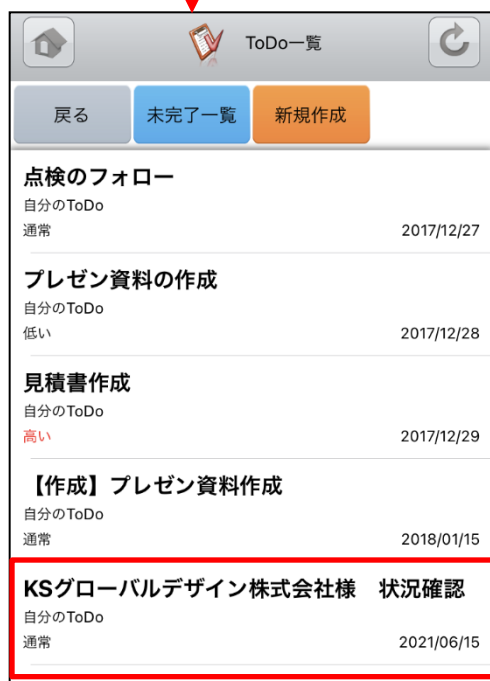 ToDo一覧
戻る 未完了一覧 新規作成
点検のフォロー
自分のToDo
通常 2017/12/27
プレゼン資料の作成
自分のToDo
低い 2017/12/28
見積書作成
自分のToDo
高い 2017/12/29
【作成】プレゼン資料作成
自分のToDo
通常 2018/01/15
KSグローバルデザイン株式会社様　状況確認
自分のToDo
通常 2021/06/15